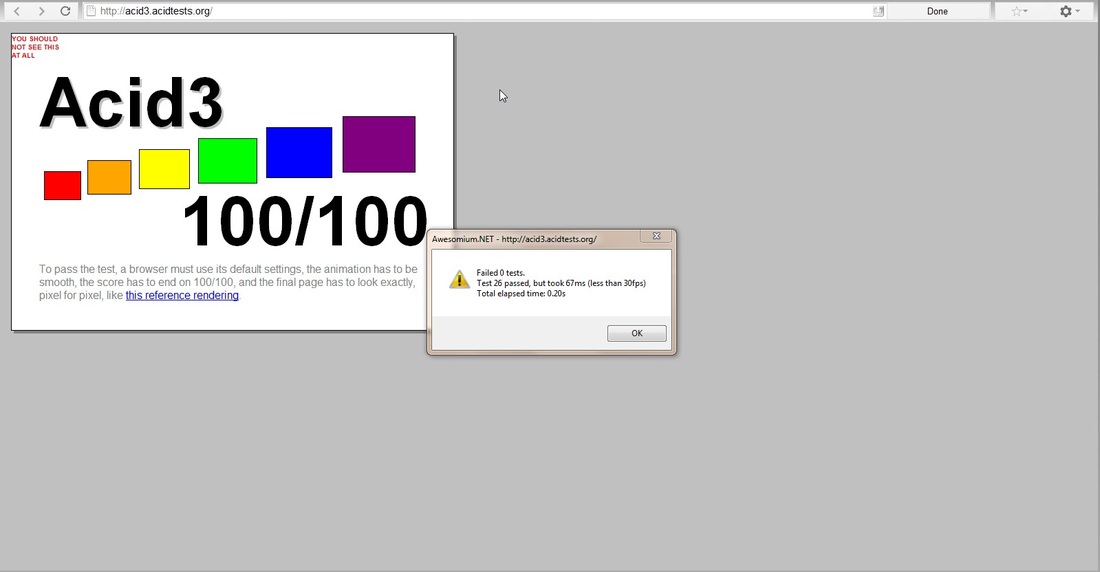 http://acid3.acidtests.org/
Done
YOU SHOULD
NOT SEE THIS
AT ALL
Acid3
100/100
To pass the test, a browser must use its default settings, the animation has to be
smooth, the score has to end on 100/100, and the final page has to look exactly,
pixel for pixel, like this reference rendering.
Awesomium.NET - http://acid3.acidtests.org/
Failed 0 tests.
Test 26 passed, but took 67ms (less than 30fps)
Total elapsed time: 0.20s
OK